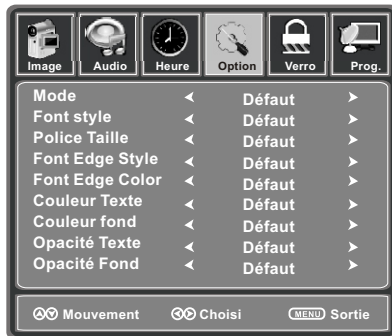 Image Audio Heure Option Verro Prog.
Mode Défaut
Font style Défaut
Police Taille Défaut
Font Edge Style Défaut
Font Edge Color Défaut
Couleur Texte Défaut
Couleur fond Défaut
Opacité Texte Défaut
Opacité Fond Défaut
Mouvement Choisi MENU Sortie